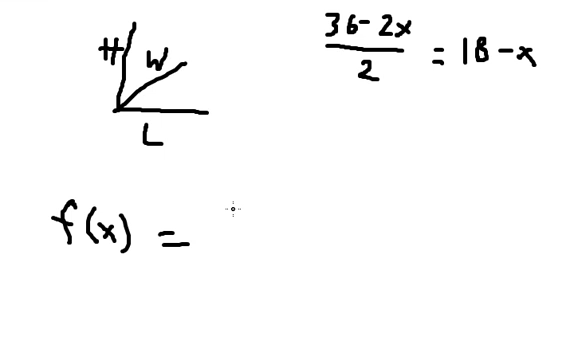 H W
L
36-2x
2
= 18-x
f(x) =